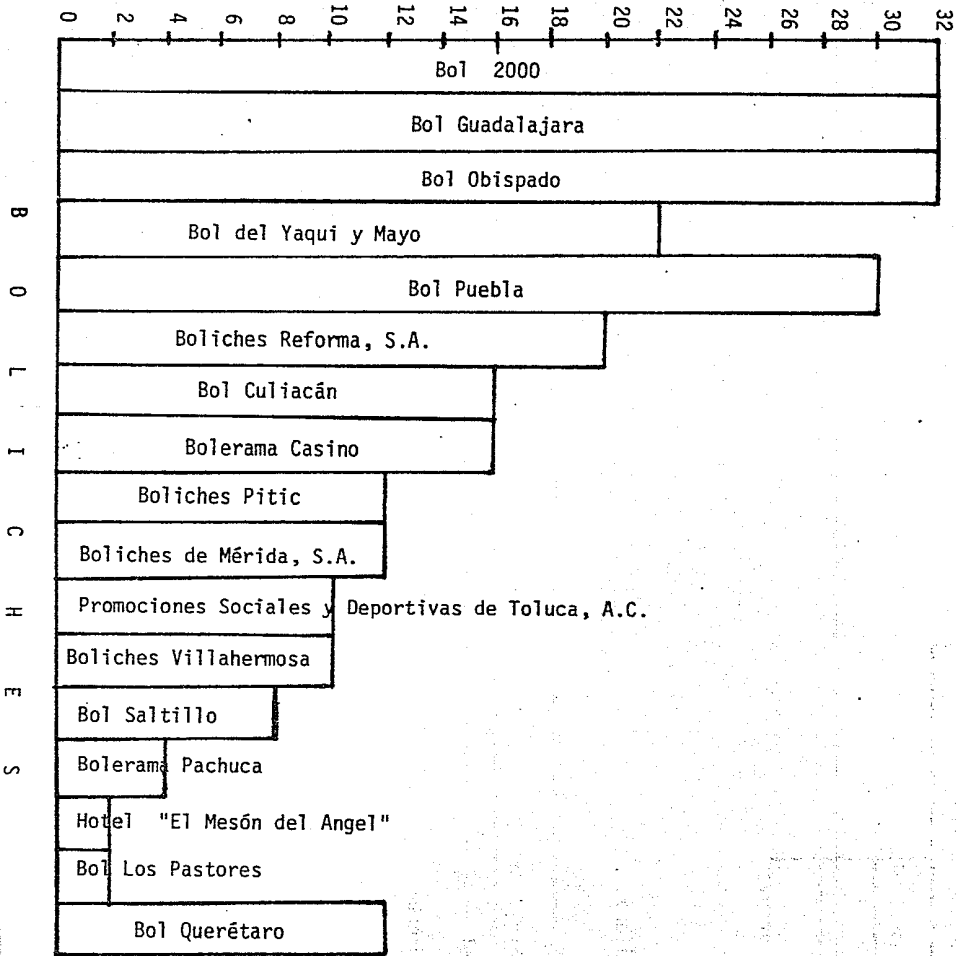 0 2 4 6 8 10 12 14 16 18 20 22 24 26 28 30 32
Bol 2000
Bol Guadalajara
Bol Obispado
Bol del Yaqui y Mayo
Bol Puebla
Boliches Reforma, S.A.
Bol Culiacán
Bolerama Casino
Boliches Pitic
Boliches de Mérida, S.A.
Promociones Sociales y Deportivas de Toluca, A.C.
Boliches Villahermosa
Bol Saltillo
Bolerama Pachuca
Hotel "El Mesón del Angel"
Bol Los Pastores
Bol Querétaro
B O L I C H E S